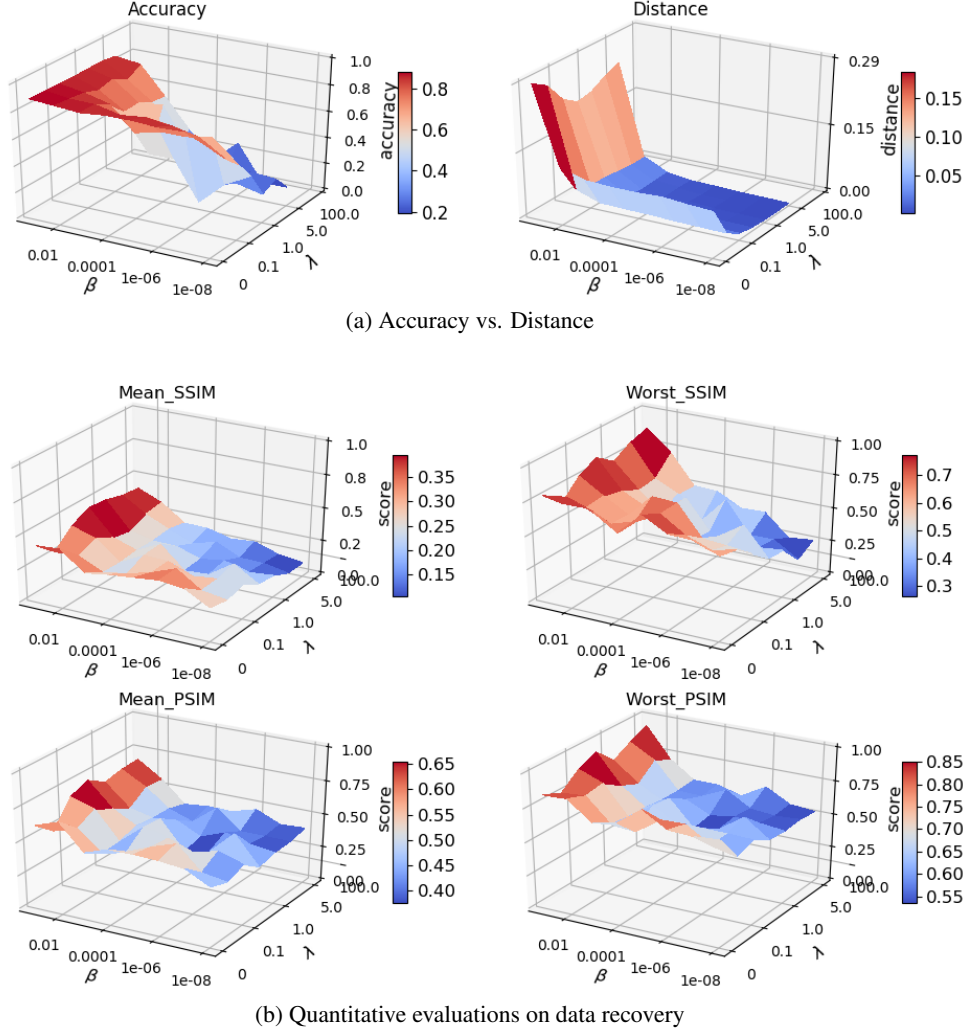 Accuracy
Distance
1.0
0.8
0.6
0.4
0.2
0.0
accuracy
0.8
0.6
0.4
0.2
100.0
5.0
1.0
0.1
0
λ
0.01
0.0001
1e-06
1e-08
β
0.29
0.15
0.00
distance
0.15
0.10
0.05
100.0
5.0
1.0
0.1
0
λ
0.01
0.0001
1e-06
1e-08
β
(a) Accuracy vs. Distance
Mean_SSIM
Worst_SSIM
1.0
0.8
0.5
0.2
0.0
score
0.35
0.30
0.25
0.20
0.15
100.0
5.0
1.0
0.1
0
λ
0.01
0.0001
1e-06
1e-08
β
1.00
0.75
0.50
0.25
0.00
score
0.7
0.6
0.5
0.4
0.3
100.0
5.0
1.0
0.1
0
λ
0.01
0.0001
1e-06
1e-08
β
Mean_PSIM
Worst_PSIM
1.00
0.75
0.50
0.25
0.00
score
0.65
0.60
0.55
0.50
0.45
0.40
100.0
5.0
1.0
0.1
0
λ
0.01
0.0001
1e-06
1e-08
β
1.00
0.75
0.50
0.25
0.00
score
0.85
0.80
0.75
0.70
0.65
0.60
0.55
100.0
5.0
1.0
0.1
0
λ
0.01
0.0001
1e-06
1e-08
β
(b) Quantitative evaluations on data recovery